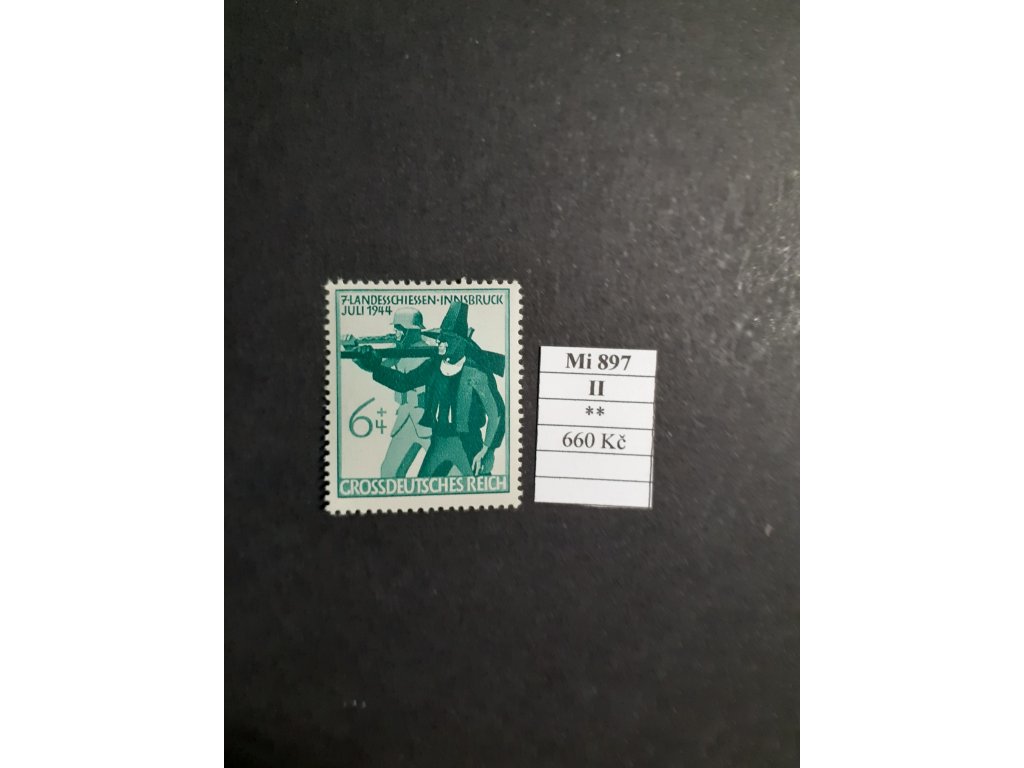 7·LANDESSCHIESSEN·INNSBRUCK
JULI 1944
6+4
GROSSDEUTSCHES REICH
Mi 897
II
**
660 Kč